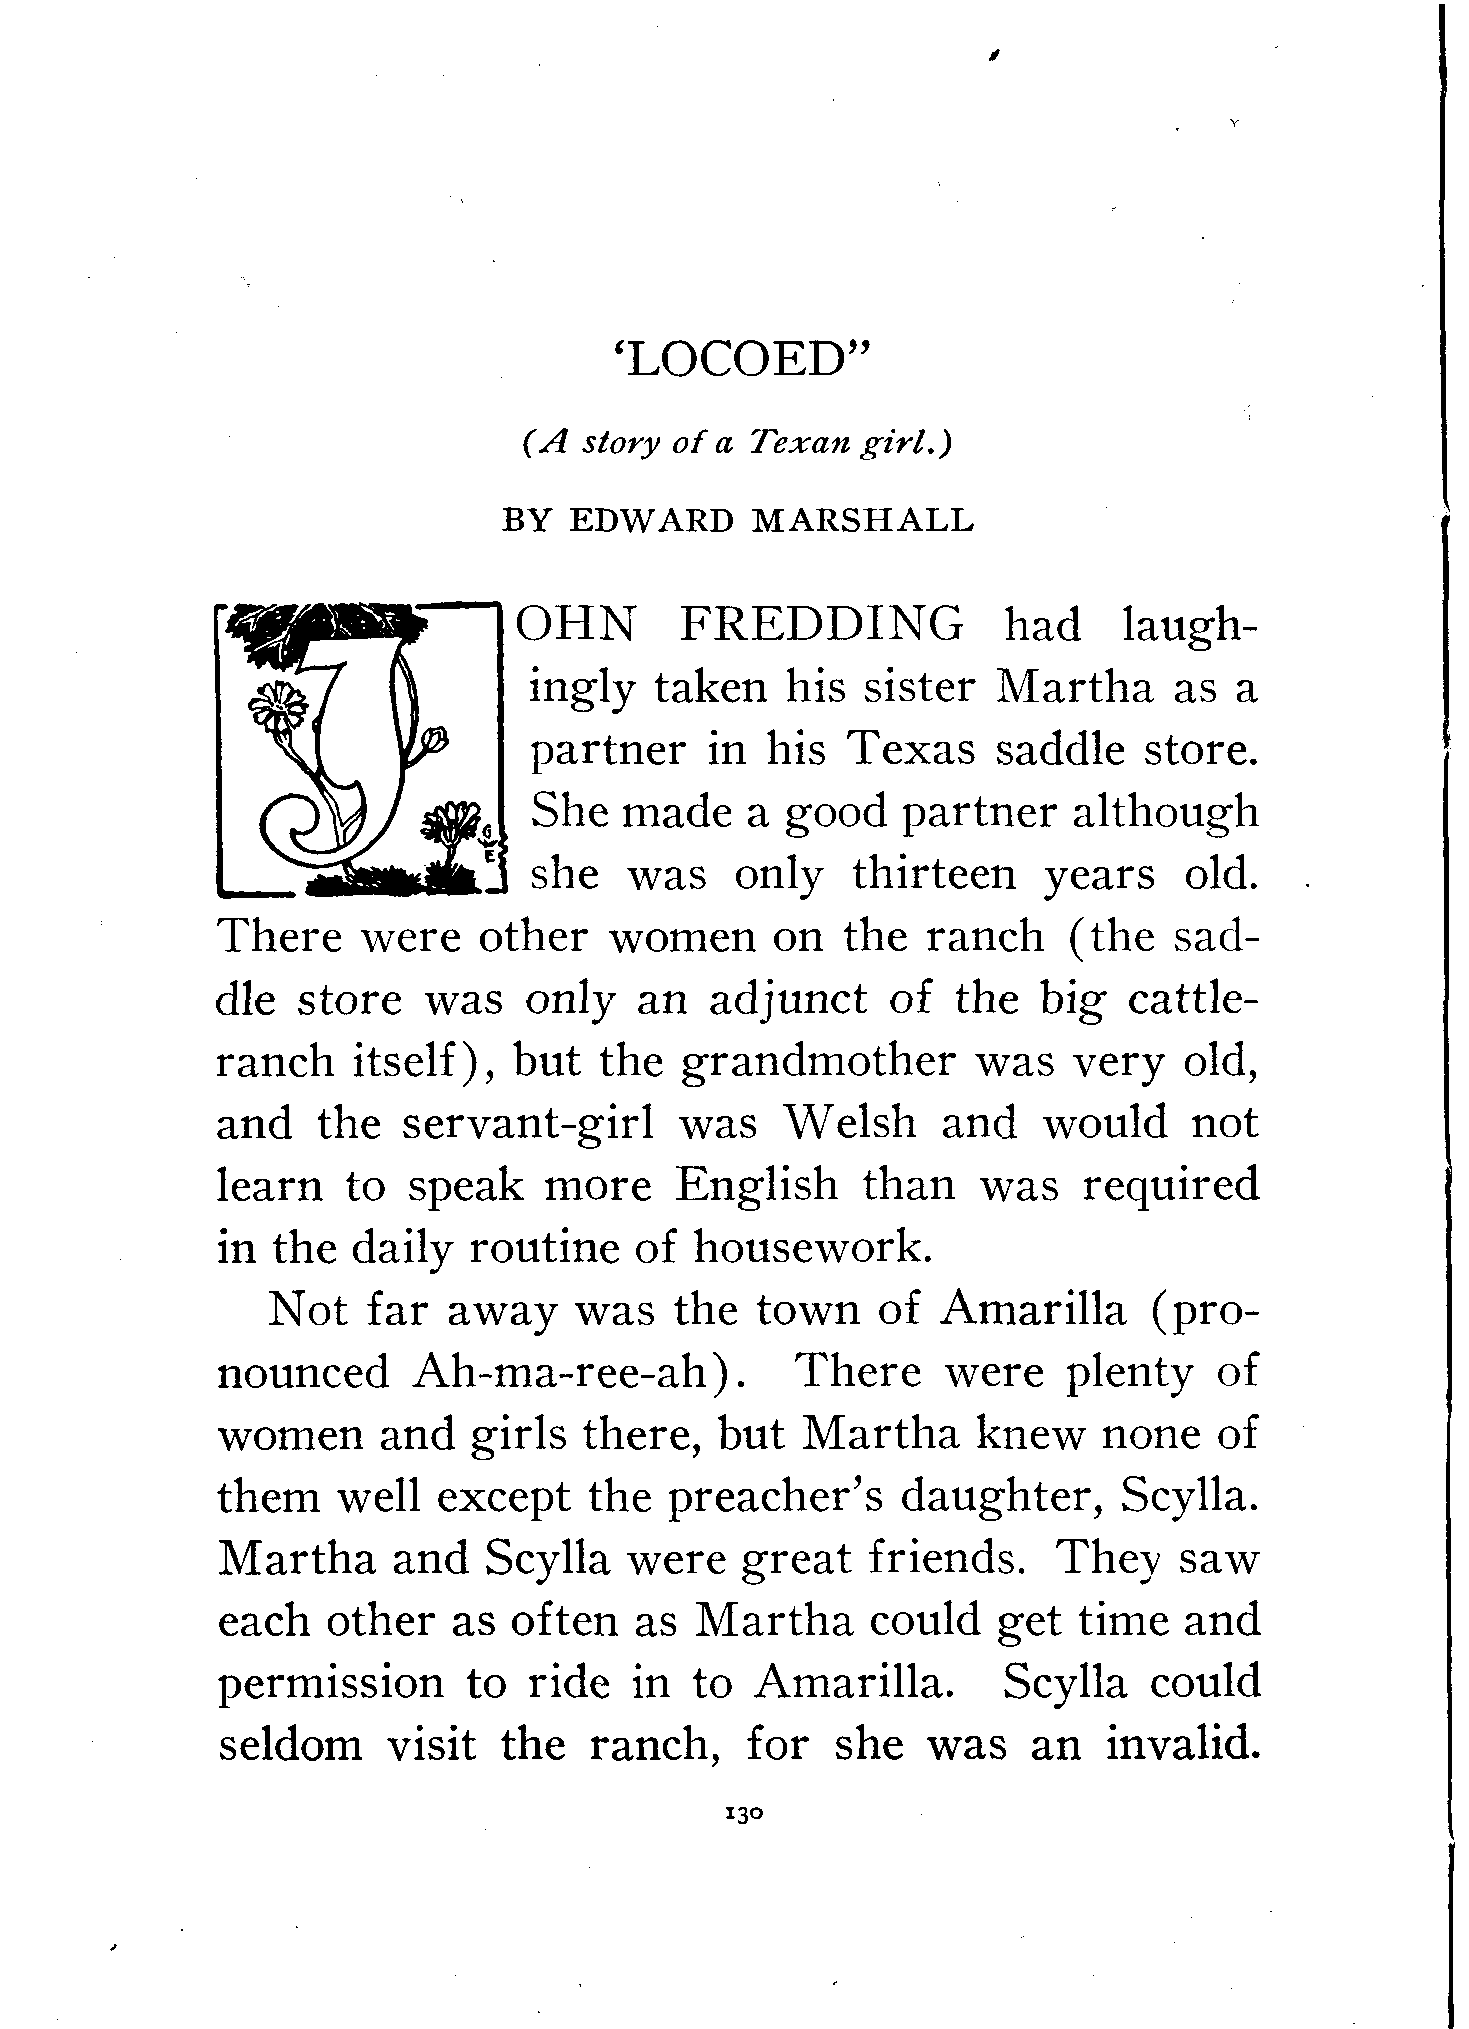 ‘LOCOED”
(A story of a Texan girl.)
BY EDWARD MARSHALL
JOHN FREDDING had laugh-
ingly taken his sister Martha as a
partner in his Texas saddle store.
She made a good partner although
she was only thirteen years old.
There were other women on the ranch (the sad-
dle store was only an adjunct of the big cattle-
ranch itself), but the grandmother was very old,
and the servant-girl was Welsh and would not
learn to speak more English than was required
in the daily routine of housework.
Not far away was the town of Amarilla (pro-
nounced Ah-ma-ree-ah). There were plenty of
women and girls there, but Martha knew none of
them well except the preacher’s daughter, Scylla.
Martha and Scylla were great friends. They saw
each other as often as Martha could get time and
permission to ride in to Amarilla. Scylla could
seldom visit the ranch, for she was an invalid.
130